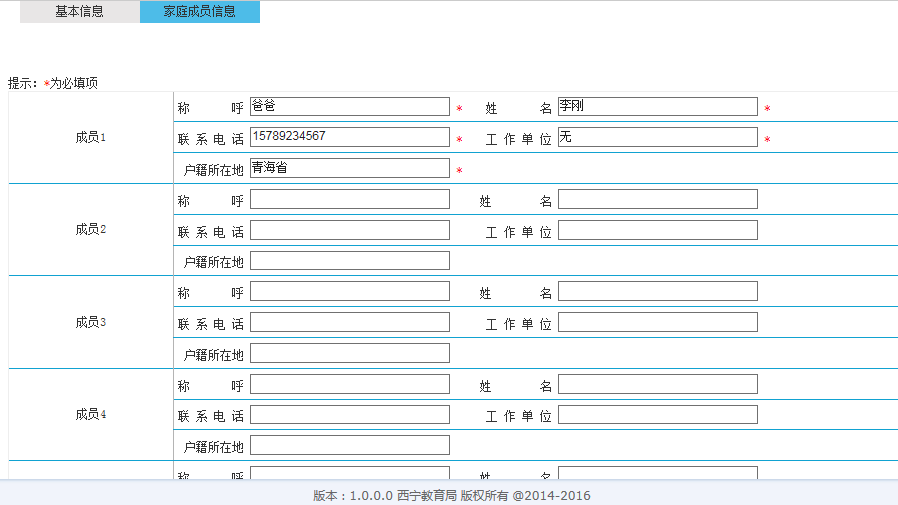 基本信息 家庭成员信息
提示：*为必填项
成员1
称 呼 爸爸 * 姓 名 李刚 *
联系电话 15789234567 * 工作单位 无 *
户籍所在地 青海省 *
成员2
称 呼 姓 名
联系电话 工作单位
户籍所在地
成员3
称 呼 姓 名
联系电话 工作单位
户籍所在地
成员4
称 呼 姓 名
联系电话 工作单位
户籍所在地
称 呼 姓 名
版本：1.0.0.0 西宁教育局 版权所有 @2014-2016